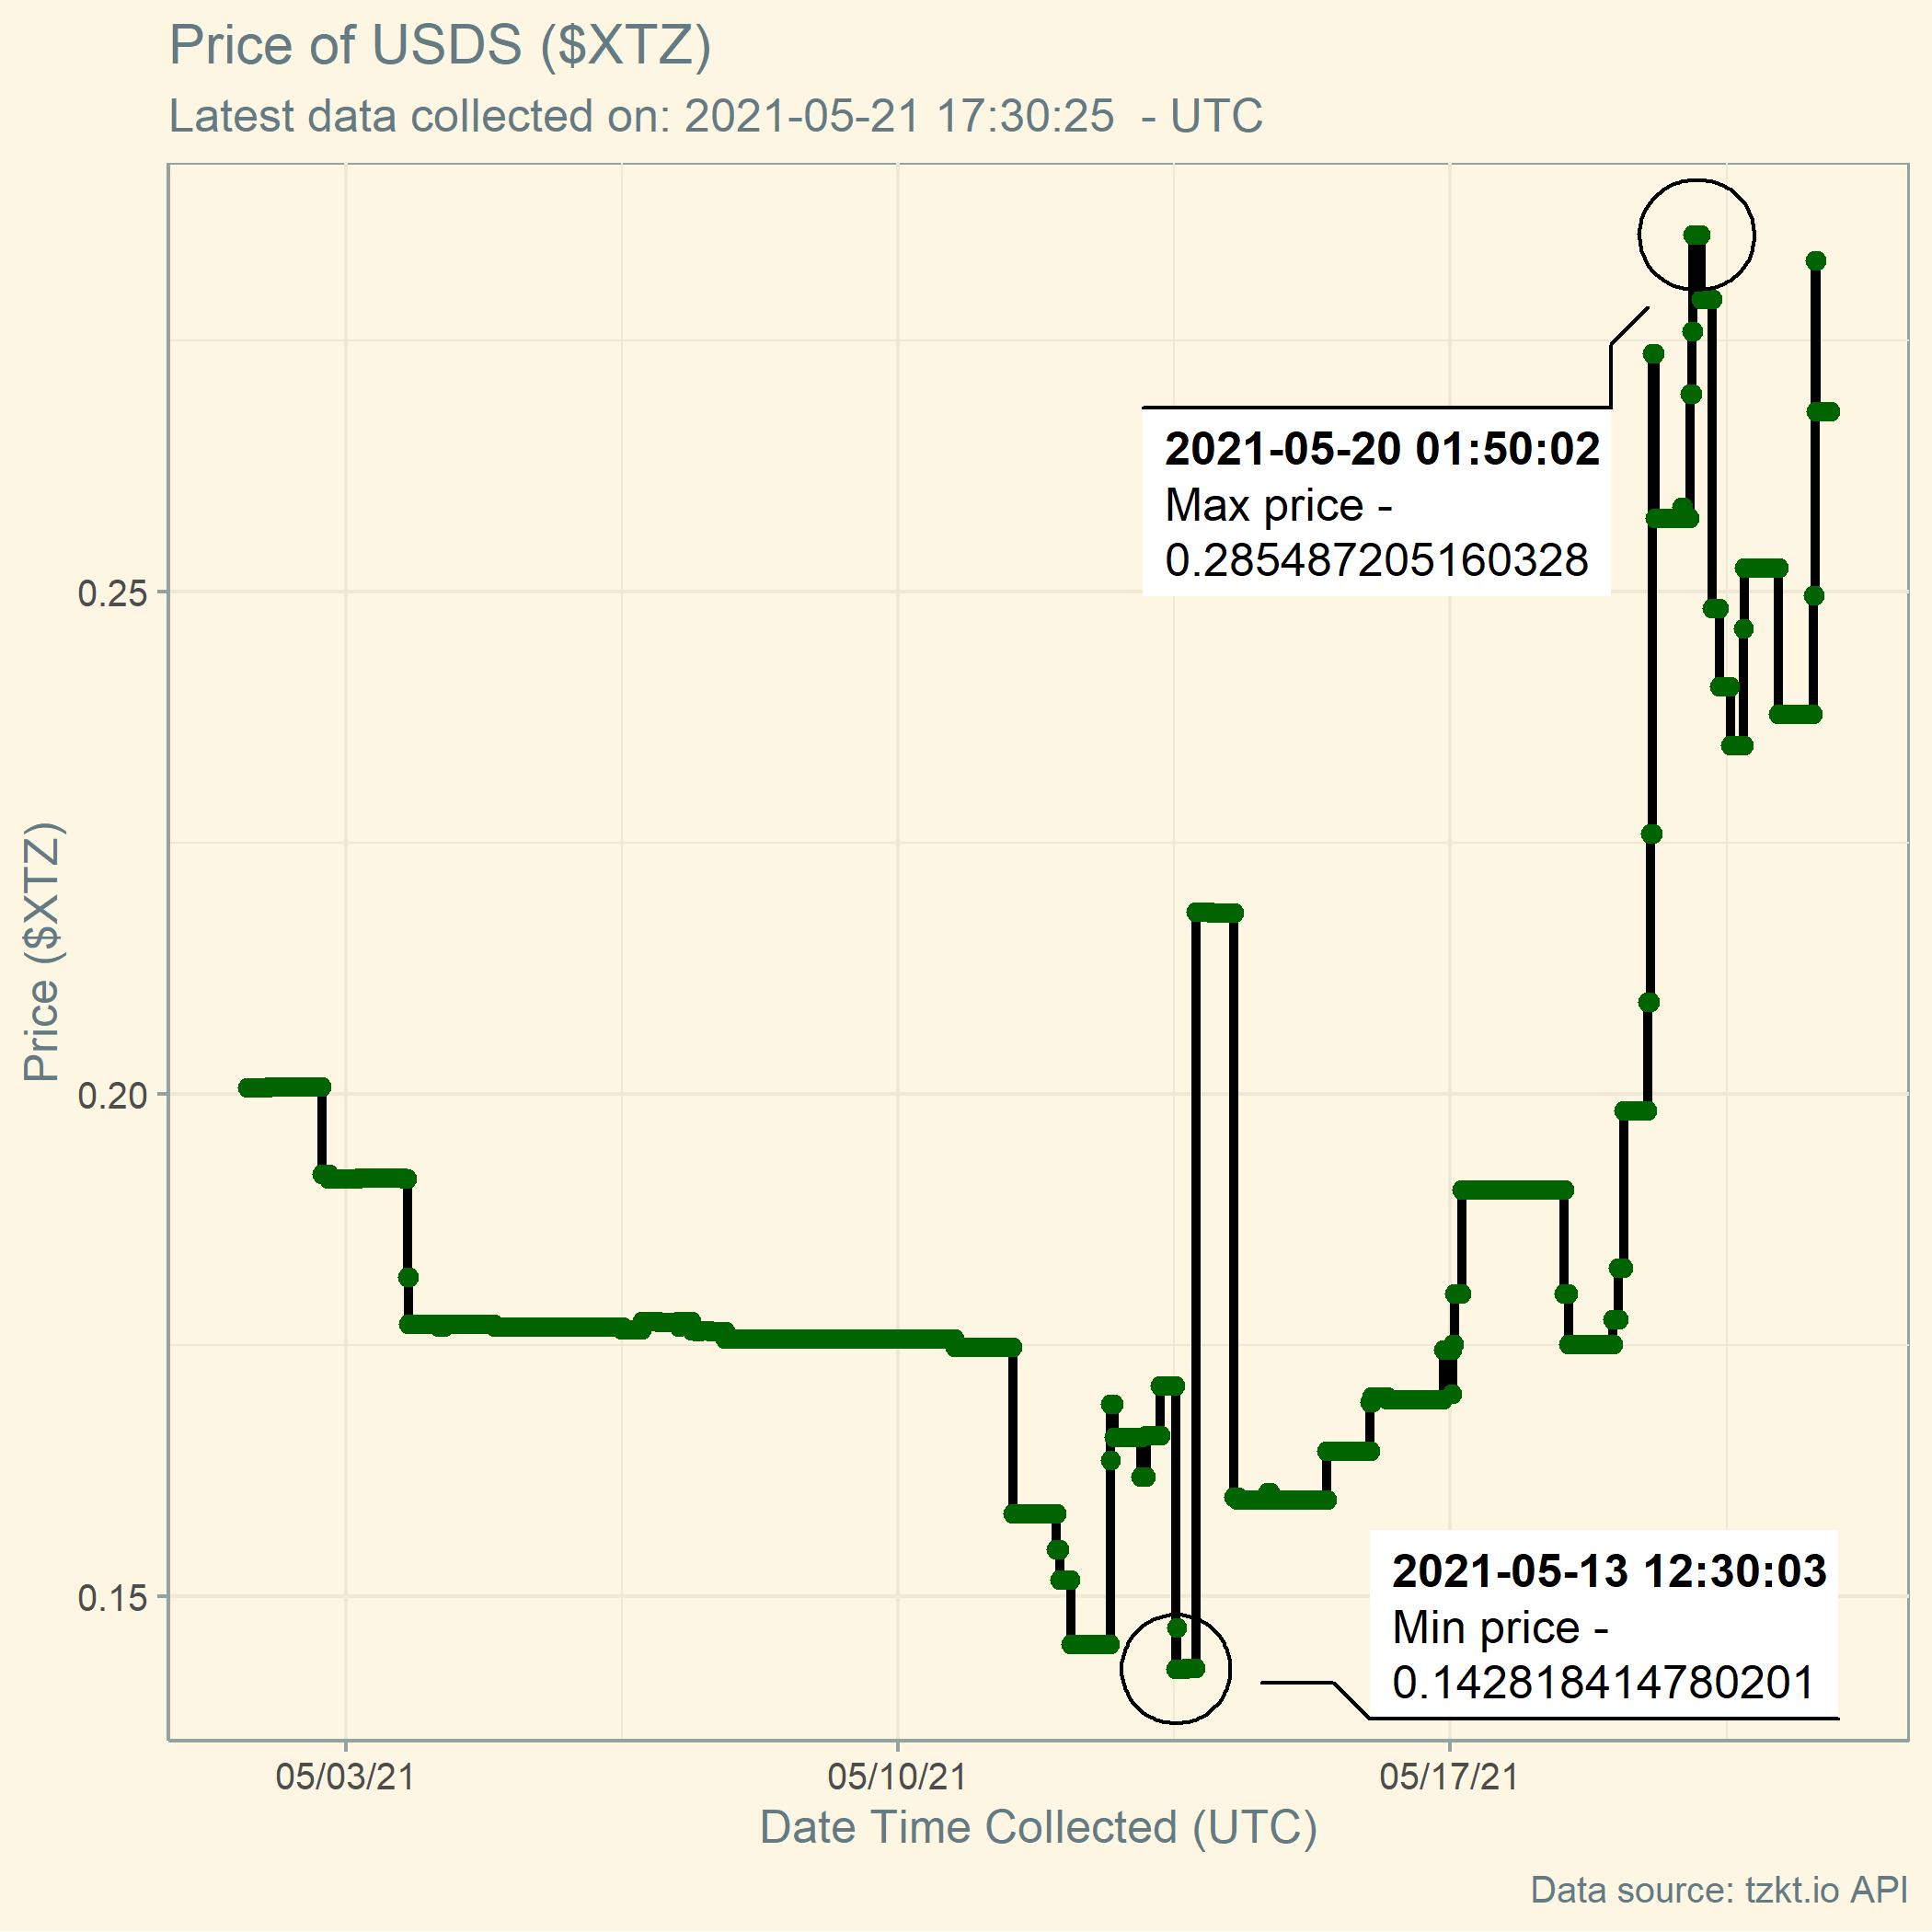 Price of USDS ($XTZ)
Latest data collected on: 2021-05-21 17:30:25  - UTC
2021-05-20 01:50:02
Max price -
0.285487205160328
0.25
0.20
0.15
Price ($XTZ)
2021-05-13 12:30:03
Min price -
0.142818414780201
05/03/21
05/10/21
05/17/21
Date Time Collected (UTC)
Data source: tzkt.io API